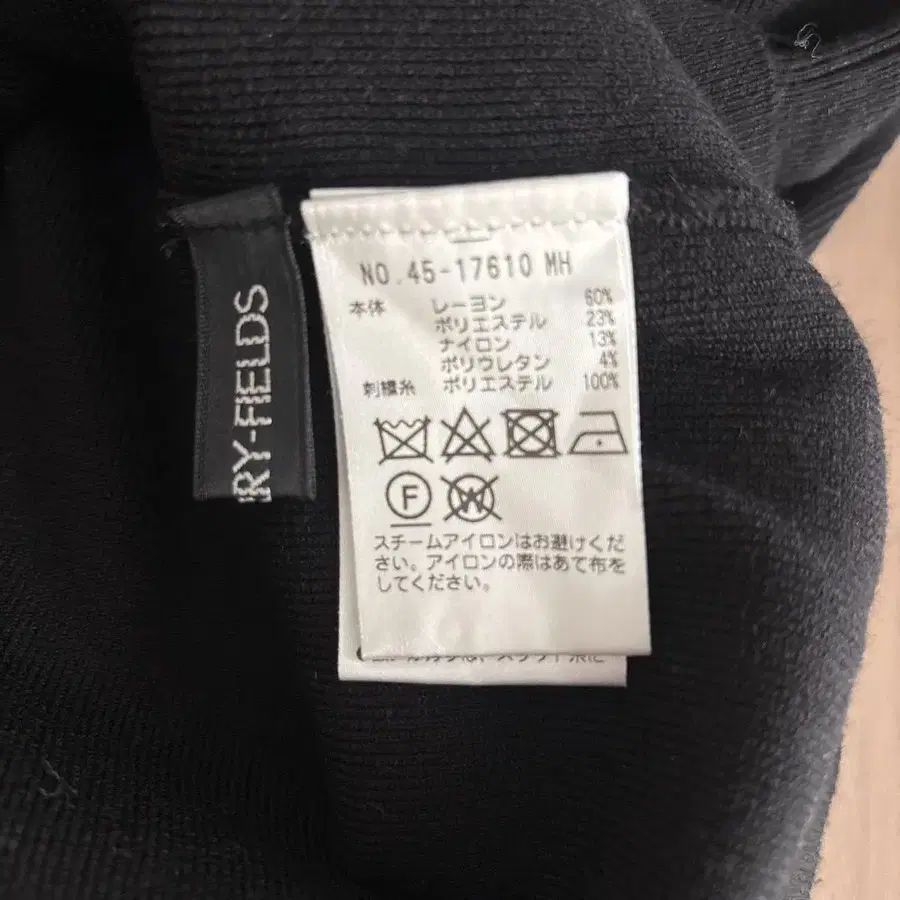 RY-FIELDS
NO.45-17610 MH
本体 レーヨン 60%
ポリエステル 23%
ナイロン 13%
ポリウレタン 4%
刺繍糸 ポリエステル 100%
F
W
スチームアイロンはお避けくだ
さい。アイロンの際はあて布を
してください。